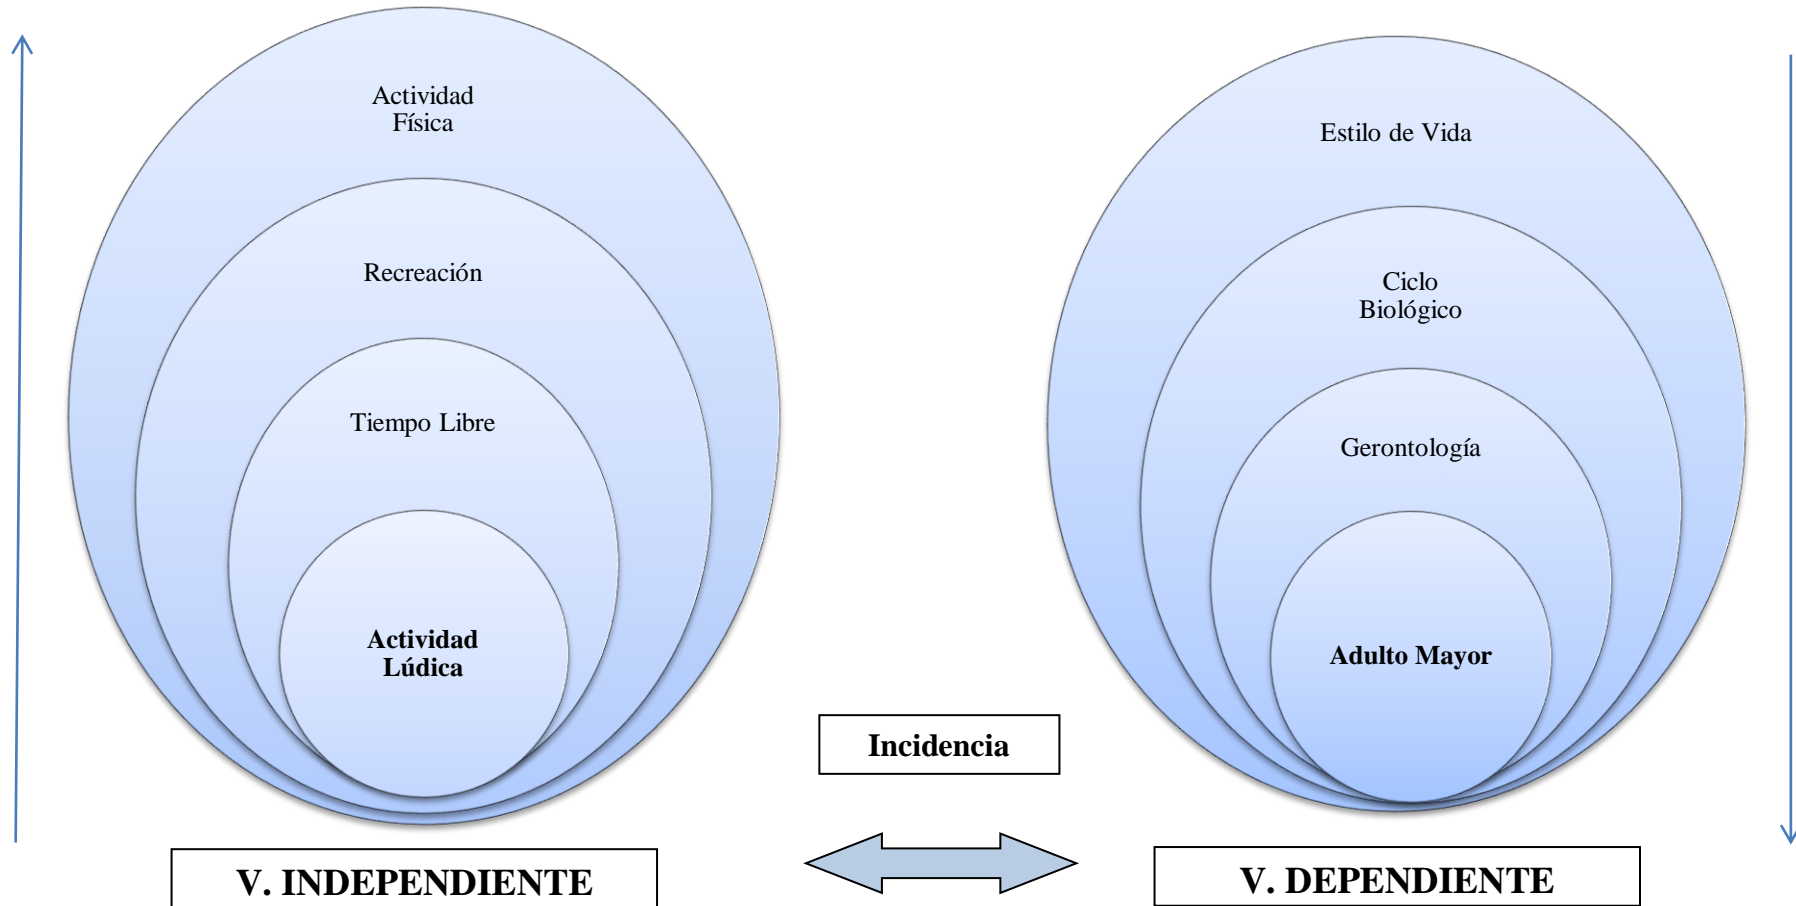 Actividad
Física
Recreación
Tiempo Libre
Actividad
Lúdica
Estilo de Vida
Ciclo
Biológico
Gerontología
Adulto Mayor
Incidencia
V. INDEPENDIENTE
V. DEPENDIENTE